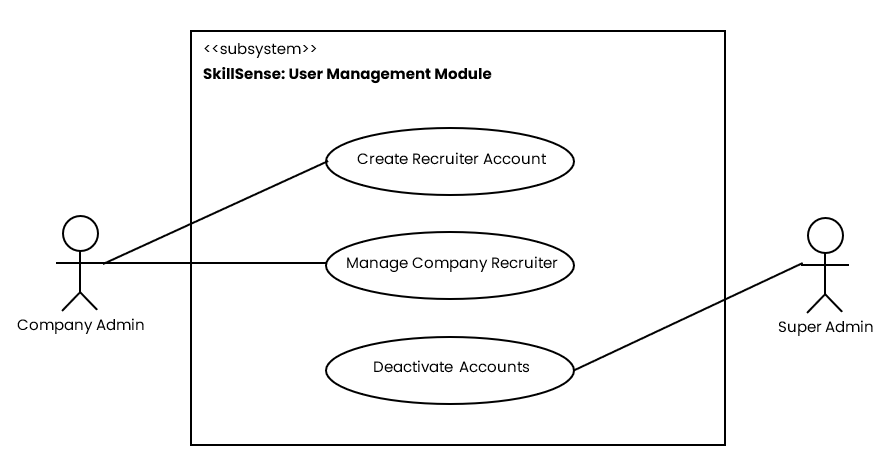 <<subsystem>>
SkillSense: User Management Module
Create Recruiter Account
Manage Company Recruiter
Company Admin
Super Admin
Deactivate Accounts